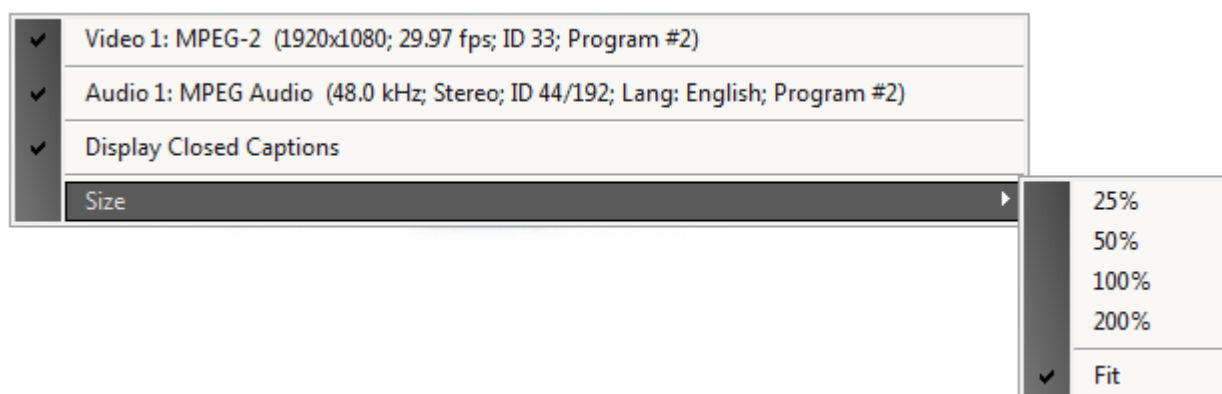 Video 1: MPEG-2 (1920x1080; 29.97 fps; ID 33; Program #2)
Audio 1: MPEG Audio (48.0 kHz; Stereo; ID 44/192; Lang: English; Program #2)
Display Closed Captions
Size
25%
50%
100%
200%
Fit